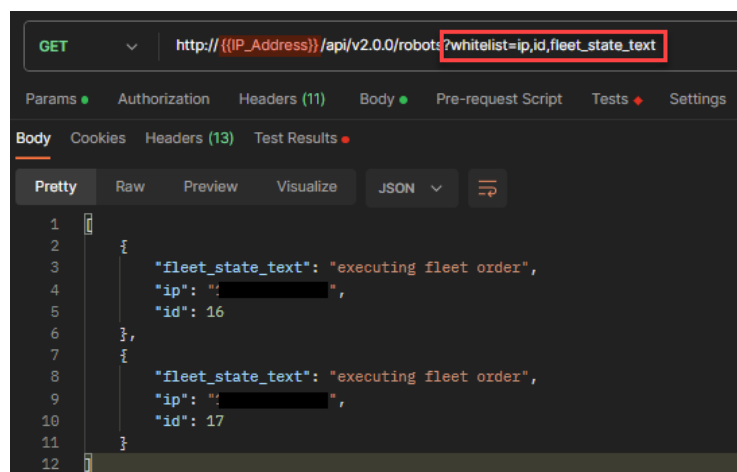 GET http://{{IP_Address}}/api/v2.0.0/robots?whitelist=ip,id,fleet_state_text
Params Authorization Headers (11) Body Pre-request Script Tests Settings
Body Cookies Headers (13) Test Results
Pretty Raw Preview Visualize JSON
1 [
2 {
3 "fleet_state_text": "executing fleet order",
4 "ip": " ",
5 "id": 16
6 },
7 {
8 "fleet_state_text": "executing fleet order",
9 "ip": " ",
10 "id": 17
11 }
12 ]